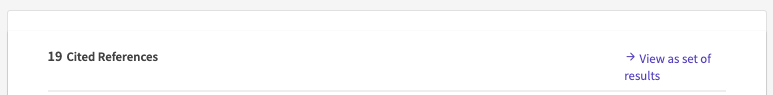 19 Cited References
→ View as set of
results